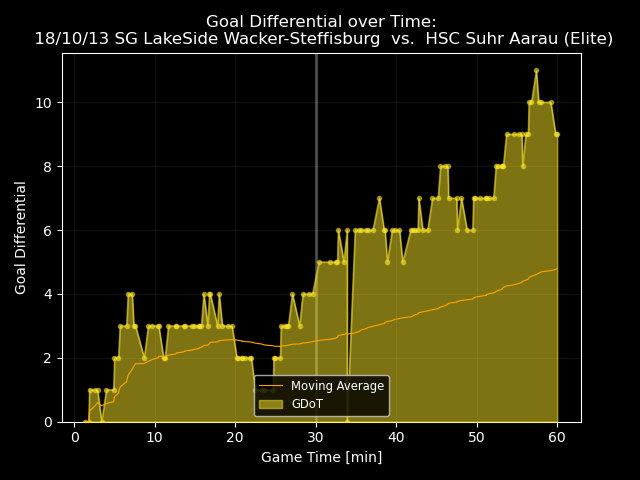 Goal Differential over Time:
18/10/13 SG LakeSide Wacker-Steffisburg  vs.  HSC Suhr Aarau (Elite)
Goal Differential
10
8
6
4
2
0
Moving Average
GDoT
0 10 20 30 40 50 60
Game Time [min]